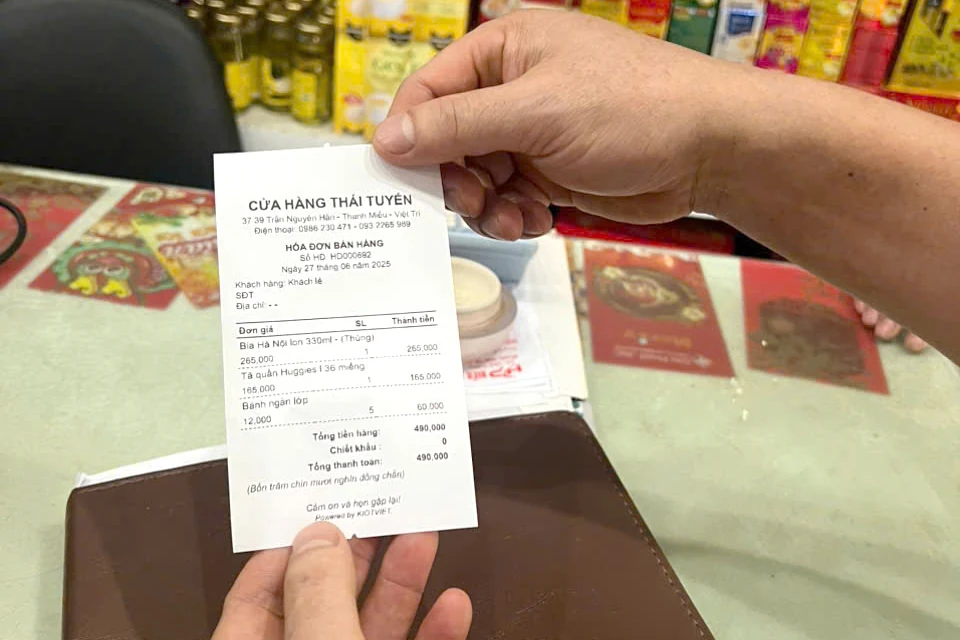 CỬA HÀNG THÁI TUYẾN
37 39 Trần Nguyên Hãn - Thanh Miếu - Việt Trì
Điện thoại: 0986 230 471 - 093 2265 989
HÓA ĐƠN BÁN HÀNG
Số HĐ HD000692
Ngày 27 tháng 06 năm 2025
Khách hàng: Khách lẻ
SĐT
Địa chỉ: - -
Đơn giá SL Thành tiền
Bia Hà Nội lon 330ml - (Thùng)
265,000 1 265,000
Tã quần Huggies l 36 miếng
165,000 1 165,000
Bánh ngàn lớp
12,000 5 60,000
Tổng tiền hàng: 490,000
Chiết khấu : 0
Tổng thanh toán: 490,000
(Bốn trăm chín mươi nghìn đồng chẵn)
Cảm ơn và hẹn gặp lại!
Powered by KIOTVIET.